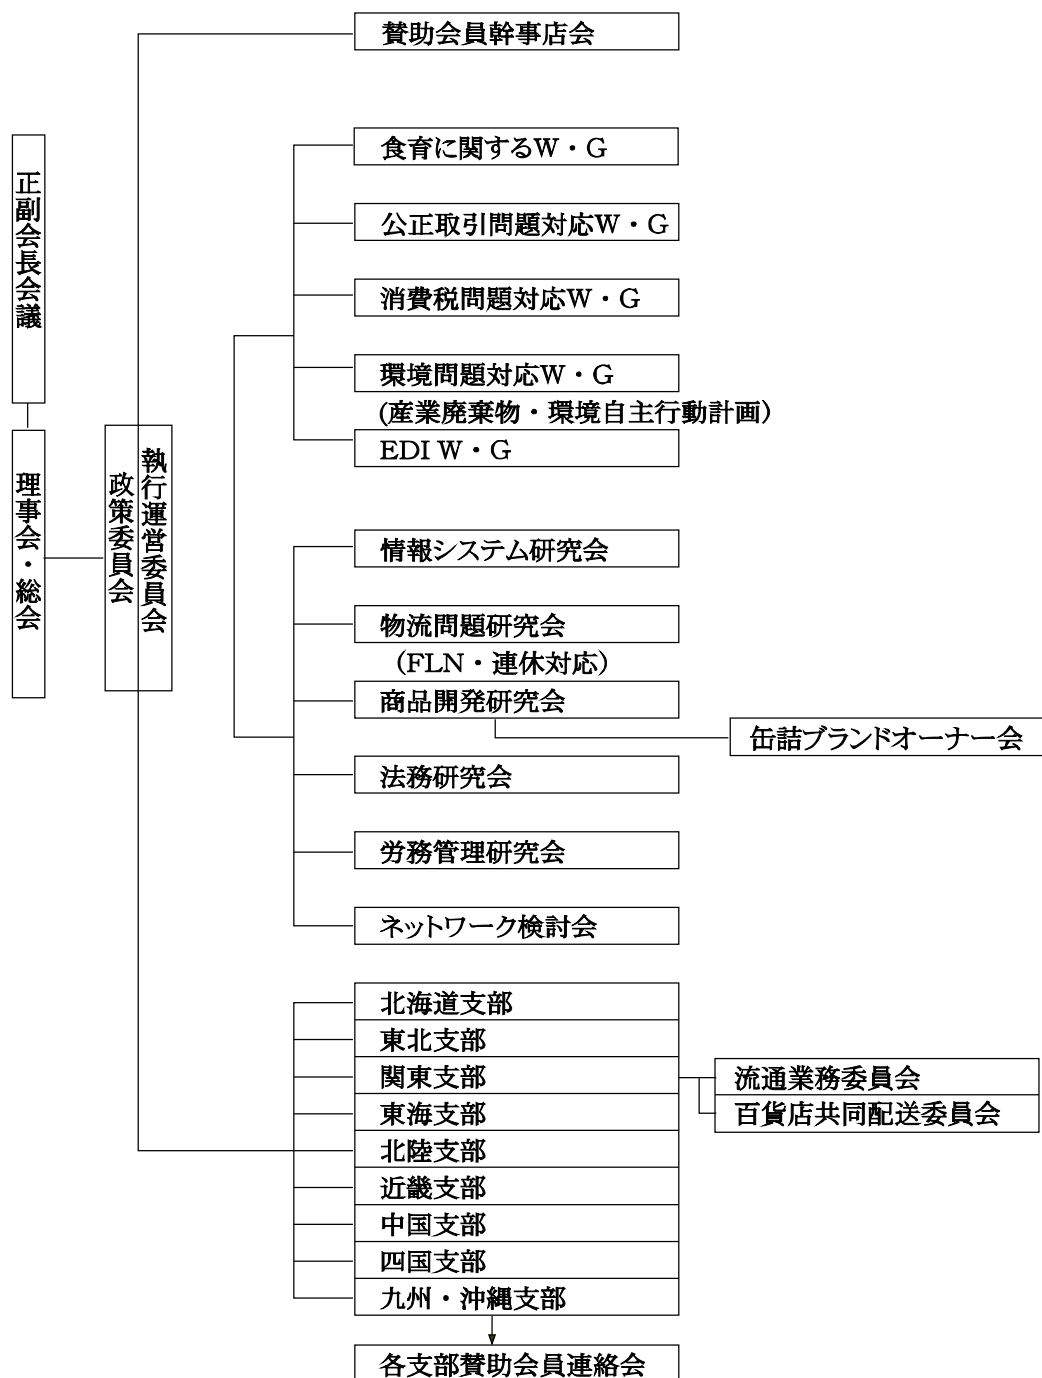 正副会長会議
理事会・総会
政策委員会
執行運営委員会
賛助会員幹事店会
食育に関するW・G
公正取引問題対応W・G
消費税問題対応W・G
環境問題対応W・G
(産業廃棄物・環境自主行動計画)
EDI W・G
情報システム研究会
物流問題研究会
(FLN・連休対応)
商品開発研究会
缶詰ブランドオーナー会
法務研究会
労務管理研究会
ネットワーク検討会
北海道支部
東北支部
関東支部
流通業務委員会
百貨店共同配送委員会
東海支部
北陸支部
近畿支部
中国支部
四国支部
九州・沖縄支部
各支部賛助会員連絡会